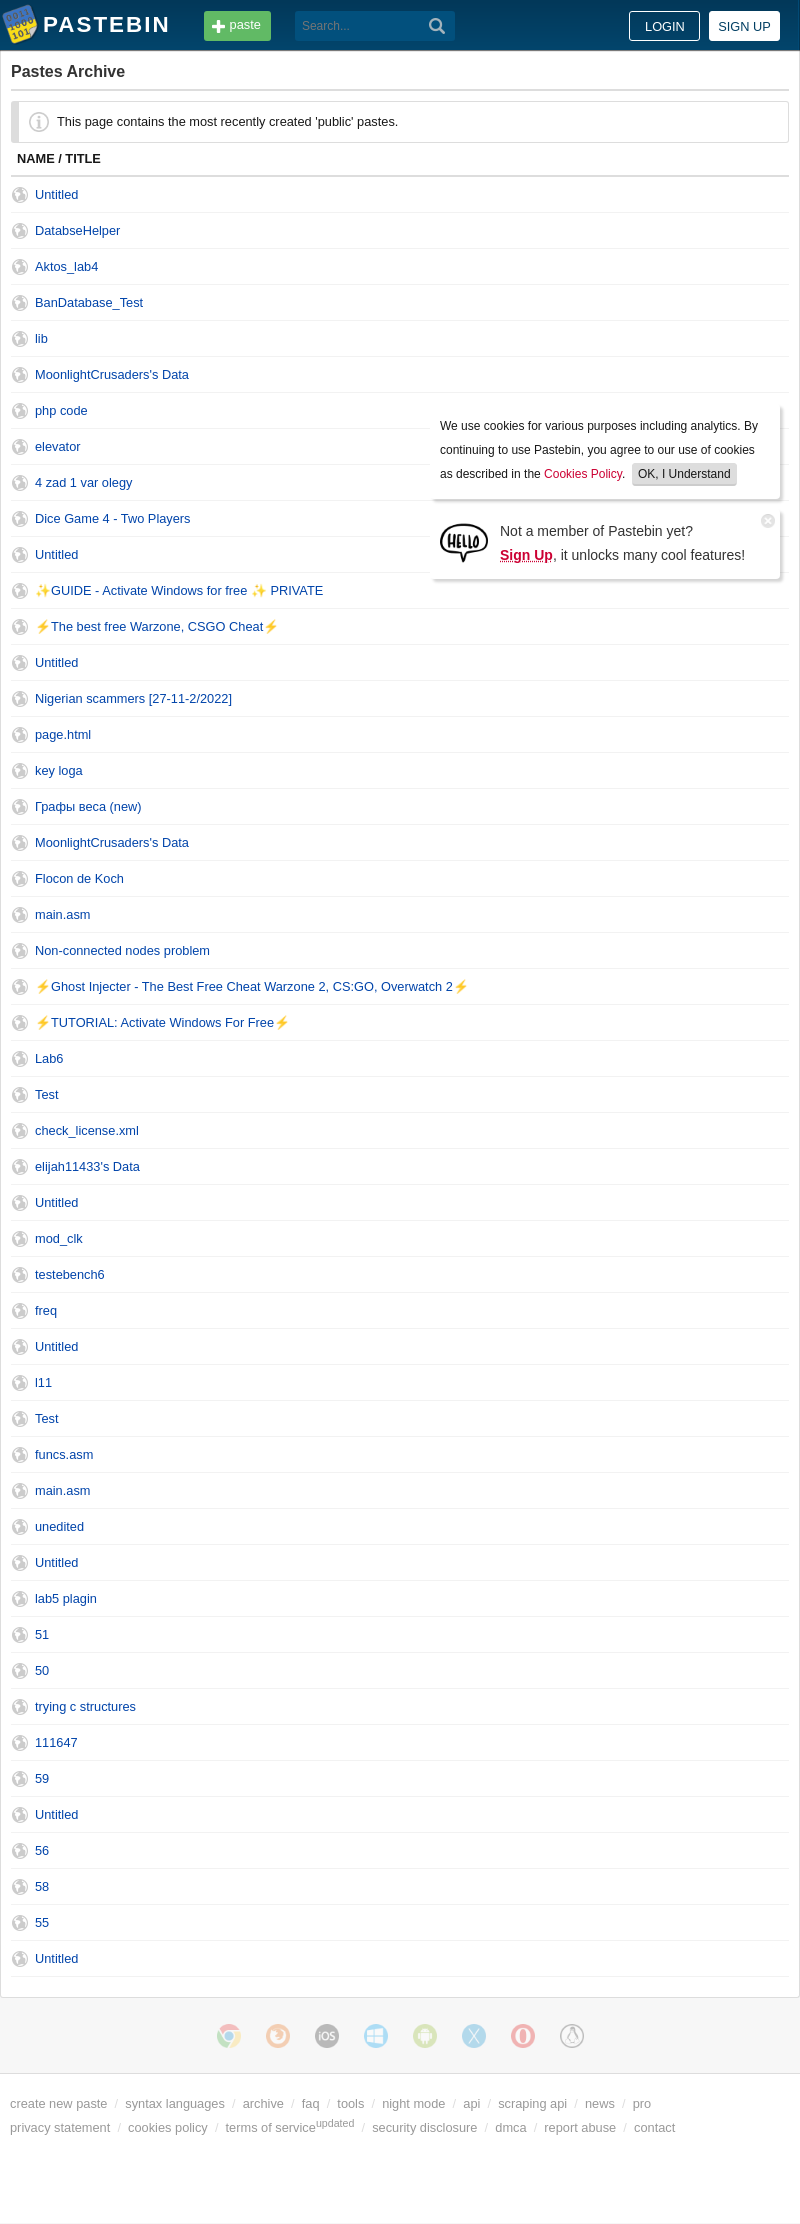 PASTEBIN paste Search... LOGIN SIGN UP
Pastes Archive
This page contains the most recently created 'public' pastes.
NAME / TITLE
Untitled
DatabseHelper
Aktos_lab4
BanDatabase_Test
lib
MoonlightCrusaders's Data
php code
elevator
4 zad 1 var olegy
Dice Game 4 - Two Players
Untitled
✨GUIDE - Activate Windows for free ✨ PRIVATE
⚡The best free Warzone, CSGO Cheat⚡
Untitled
Nigerian scammers [27-11-2/2022]
page.html
key loga
Графы веса (new)
MoonlightCrusaders's Data
Flocon de Koch
main.asm
Non-connected nodes problem
⚡Ghost Injecter - The Best Free Cheat Warzone 2, CS:GO, Overwatch 2⚡
⚡TUTORIAL: Activate Windows For Free⚡
Lab6
Test
check_license.xml
elijah11433's Data
Untitled
mod_clk
testebench6
freq
Untitled
l11
Test
funcs.asm
main.asm
unedited
Untitled
lab5 plagin
51
50
trying c structures
111647
59
Untitled
56
58
55
Untitled
We use cookies for various purposes including analytics. By
continuing to use Pastebin, you agree to our use of cookies
as described in the Cookies Policy. OK, I Understand
HELLO
Not a member of Pastebin yet?
Sign Up, it unlocks many cool features!
iOS
create new paste / syntax languages / archive / faq / tools / night mode / api / scraping api / news / pro
privacy statement / cookies policy / terms of service updated / security disclosure / dmca / report abuse / contact